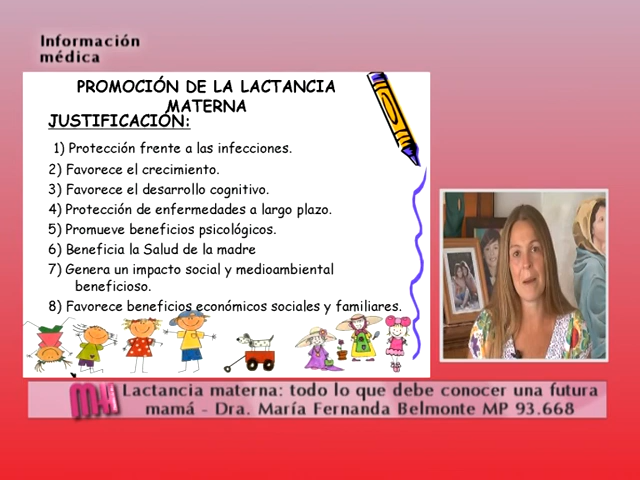 Información
médica
PROMOCIÓN DE LA LACTANCIA
MATERNA
JUSTIFICACIÓN:
1) Protección frente a las infecciones.
2) Favorece el crecimiento.
3) Favorece el desarrollo cognitivo.
4) Protección de enfermedades a largo plazo.
5) Promueve beneficios psicológicos.
6) Beneficia la Salud de la madre
7) Genera un impacto social y medioambiental
beneficioso.
8) Favorece beneficios económicos sociales y familiares.
Lactancia materna: todo lo que debe conocer una futura
mamá - Dra. María Fernanda Belmonte MP 93.668